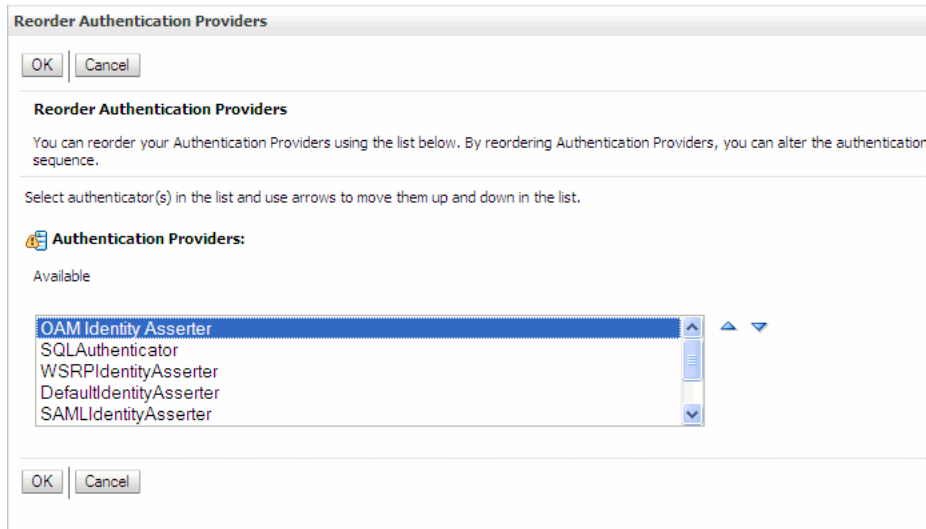 Reorder Authentication Providers
OK Cancel
Reorder Authentication Providers
You can reorder your Authentication Providers using the list below. By reordering Authentication Providers, you can alter the authentication
sequence.
Select authenticator(s) in the list and use arrows to move them up and down in the list.
Authentication Providers:
Available
OAM Identity Asserter
SQLAuthenticator
WSRPIdentityAsserter
DefaultIdentityAsserter
SAMLIdentityAsserter
OK Cancel